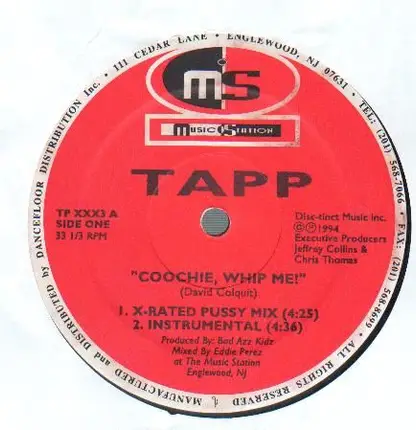 MANUFACTURED and DISTRIBUTED by DANCEFLOOR DISTRIBUTION Inc. • 111 CEDAR LANE • ENGLEWOOD, NJ 07631 • TEL: (201) 568-7066 • FAX: (201) 568-8699 • ALL RIGHTS RESERVED •
MS
MUSIC STATION
TAPP
TP XXX3 A
SIDE ONE
33 1/3 RPM
Disc-tinct Music Inc.
©℗1994
Executive Producers
Jeffrey Collins &
Chris Thomas
"COOCHIE, WHIP ME!"
(David Colquit)
1. X-RATED PUSSY MIX (4:25)
2. INSTRUMENTAL (4:36)
Produced By: Bad Azz Kidz
Mixed By Eddie Perez
at The Music Station
Englewood, NJ